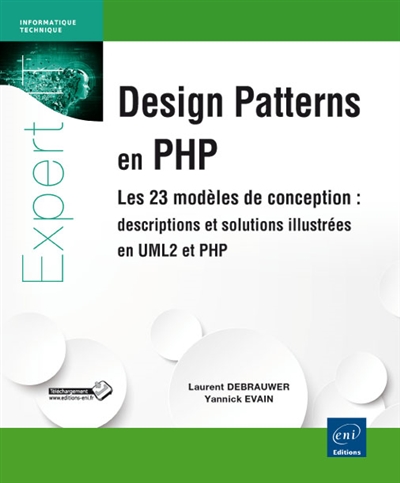 INFORMATIQUE
TECHNIQUE
Expert IT
Design Patterns
en PHP
Les 23 modèles de conception :
descriptions et solutions illustrées
en UML2 et PHP
Téléchargement
www.editions-eni.fr
Laurent DEBRAUWER
Yannick EVAIN
eni
Editions